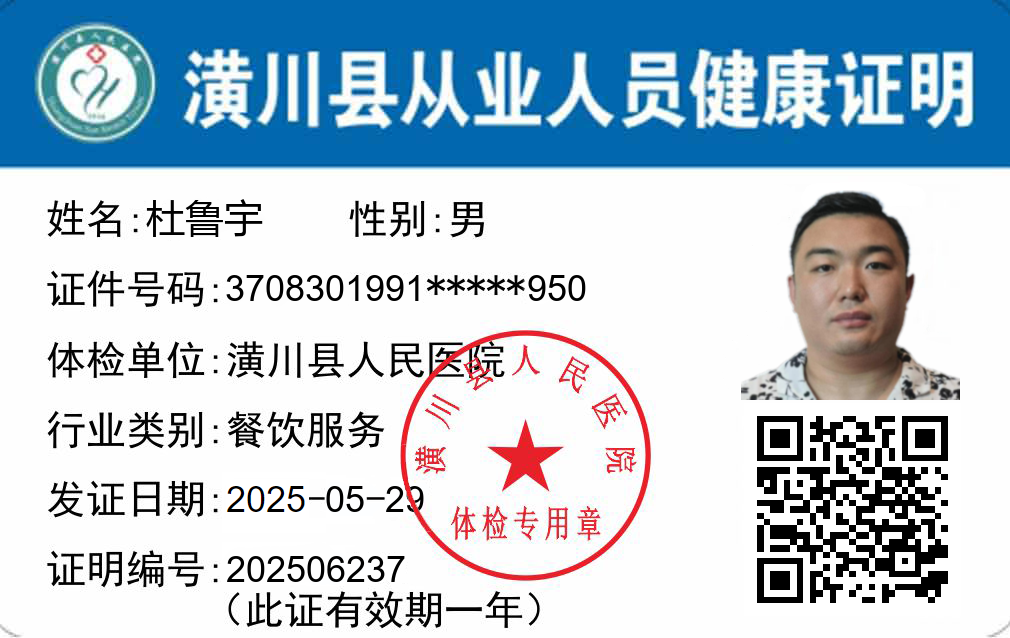 潢川县从业人员健康证明
姓名:杜鲁宇 性别:男
证件号码:3708301991*****950
体检单位:潢川县人民医院
行业类别:餐饮服务
发证日期:2025-05-29
证明编号:202506237
(此证有效期一年)
潢川县人民医院
体检专用章